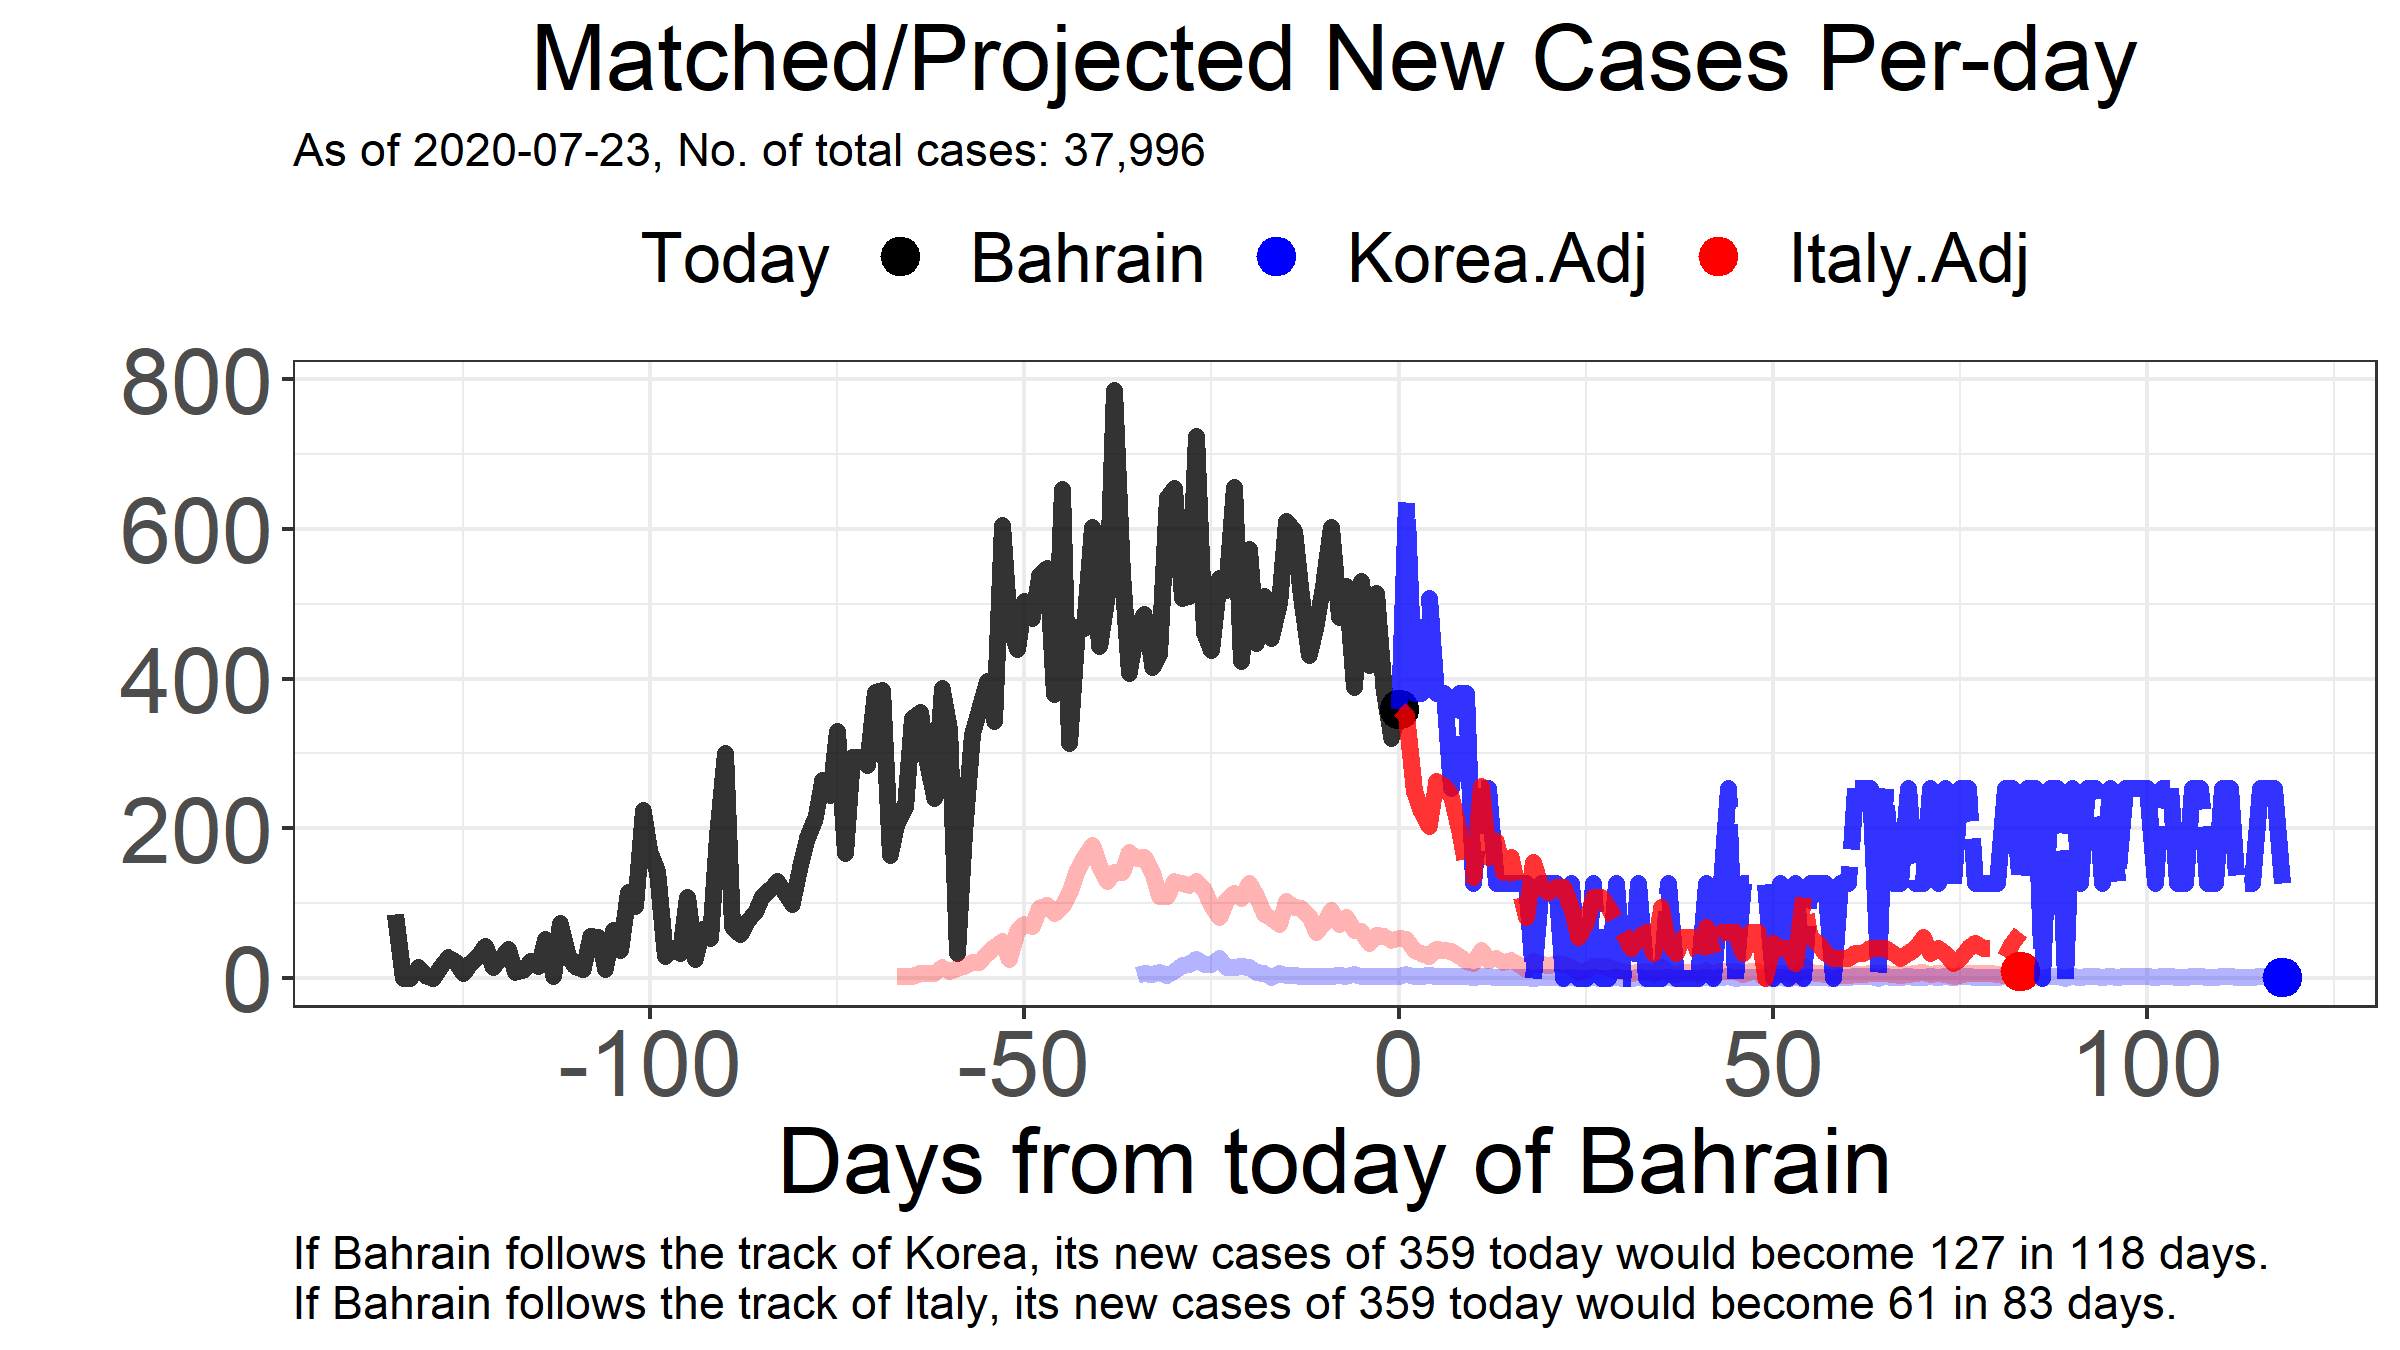 Matched/Projected New Cases Per-day
As of 2020-07-23, No. of total cases: 37,996
Today Bahrain Korea.Adj Italy.Adj
800
600
400
200
0
-100 -50 0 50 100
Days from today of Bahrain
If Bahrain follows the track of Korea, its new cases of 359 today would become 127 in 118 days.
If Bahrain follows the track of Italy, its new cases of 359 today would become 61 in 83 days.